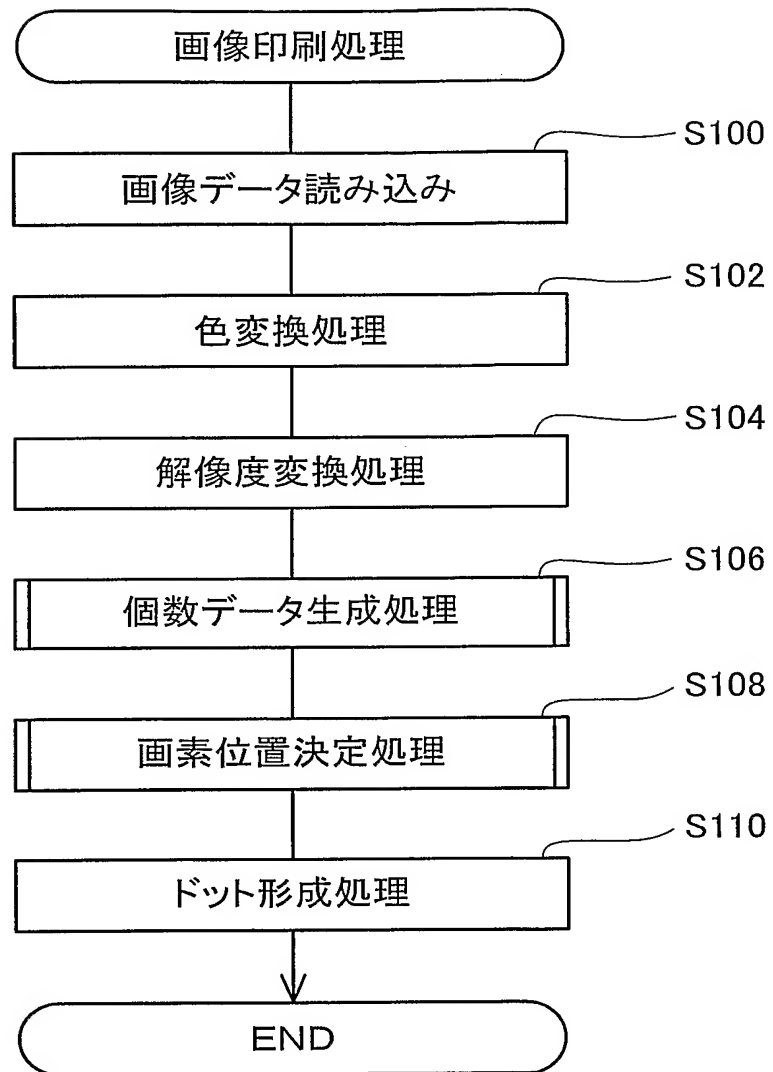 画像印刷処理
S100
画像データ読み込み
S102
色変換処理
S104
解像度変換処理
S106
個数データ生成処理
S108
画素位置決定処理
S110
ドット形成処理
END